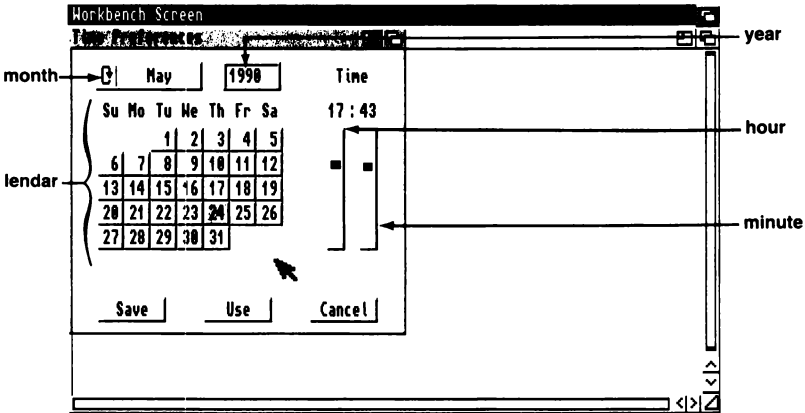 Workbench Screen
Time Preferences
year
month
May
1990
Time
Su Mo Tu We Th Fr Sa
17:43
hour
1 2 3 4 5
6 7 8 9 10 11 12
lendar
13 14 15 16 17 18 19
20 21 22 23 24 25 26
minute
27 28 29 30 31
Save
Use
Cancel